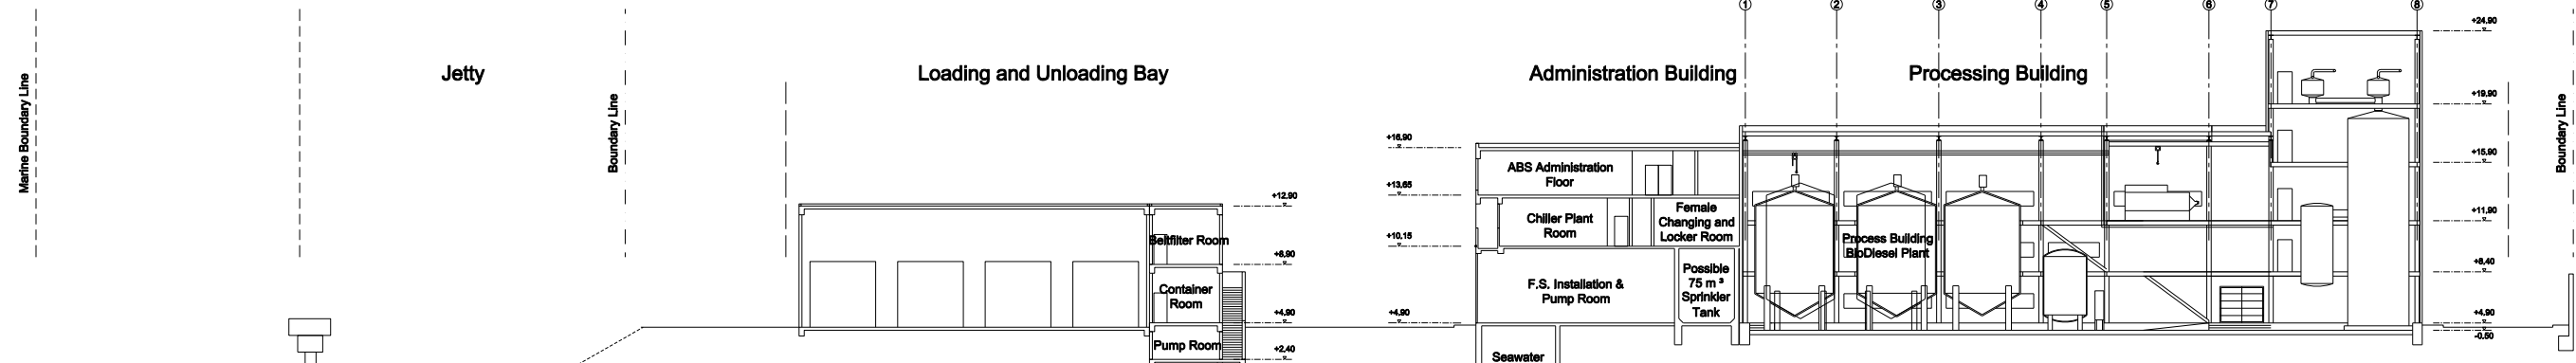 Marine Boundary Line
Jetty
Boundary Line
Loading and Unloading Bay
+12.90
Beltfilter Room
+8.90
Container
Room
+4.90
Pump Room
+2.40
Administration Building
+16.90
ABS Administration
Floor
+13.65
Chiller Plant
Room
Female
Changing and
Locker Room
+10.15
F.S. Installation &
Pump Room
Possible
75 m ³
Sprinkler
Tank
+4.90
Seawater
Processing Building
1
2
3
4
5
6
7
8
Process Building
BioDiesel Plant
+24.90
+19.90
+15.90
+11.90
+8.40
+4.90
-0.50
Boundary Line